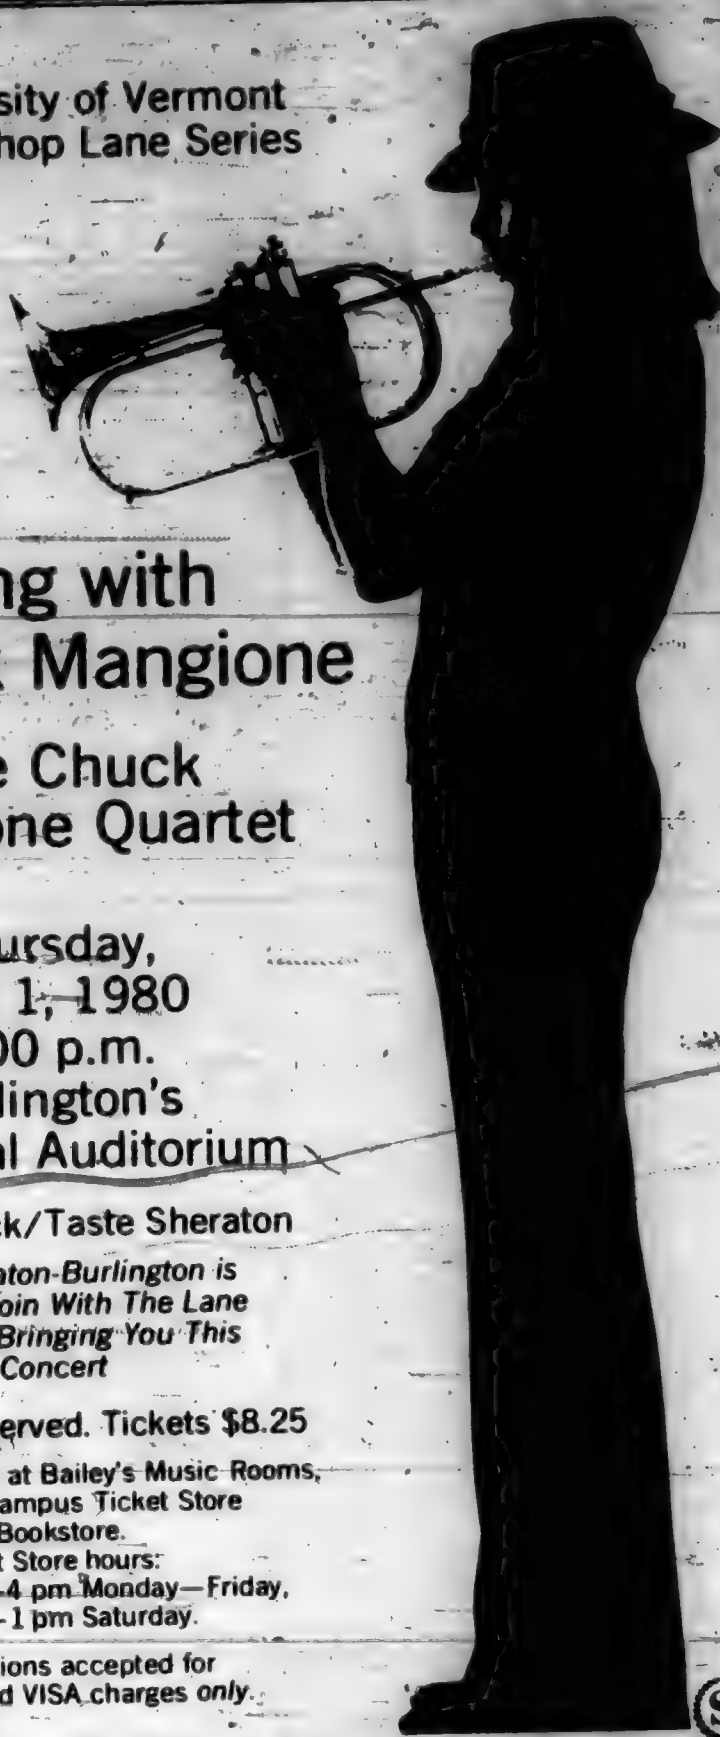 sity of Vermont
hop Lane Series
ng with
k Mangione
e Chuck
one Quartet
ursday,
1, 1980
00 p.m.
lington's
al Auditorium
ck/Taste Sheraton
aton-Burlington is
oin With The Lane
Bringing You This
Concert
erved. Tickets $8.25
at Bailey's Music Rooms,
ampus Ticket Store
Bookstore.
t Store hours:
-4 pm Monday—Friday,
-1 pm Saturday.
ions accepted for
d VISA charges only.